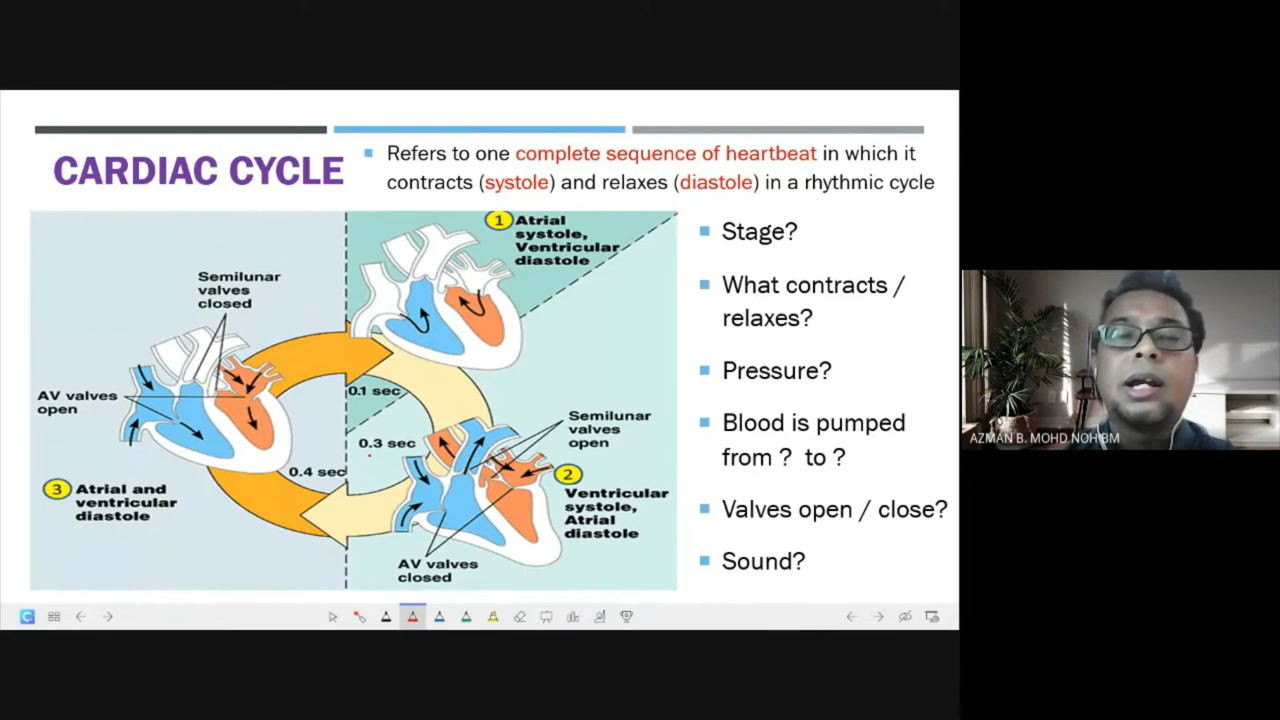 CARDIAC CYCLE
Refers to one complete sequence of heartbeat in which it
contracts (systole) and relaxes (diastole) in a rhythmic cycle
1 Atrial
systole,
Ventricular
diastole
Semilunar
valves
closed
AV valves
open
0.1 sec
0.3 sec
0.4 sec
Semilunar
valves
open
2
Ventricular
systole,
Atrial
diastole
3 Atrial and
ventricular
diastole
AV valves
closed
Stage?
What contracts /
relaxes?
Pressure?
Blood is pumped
from ? to ?
Valves open / close?
Sound?
AZMAN B. MOHD NOH IBM